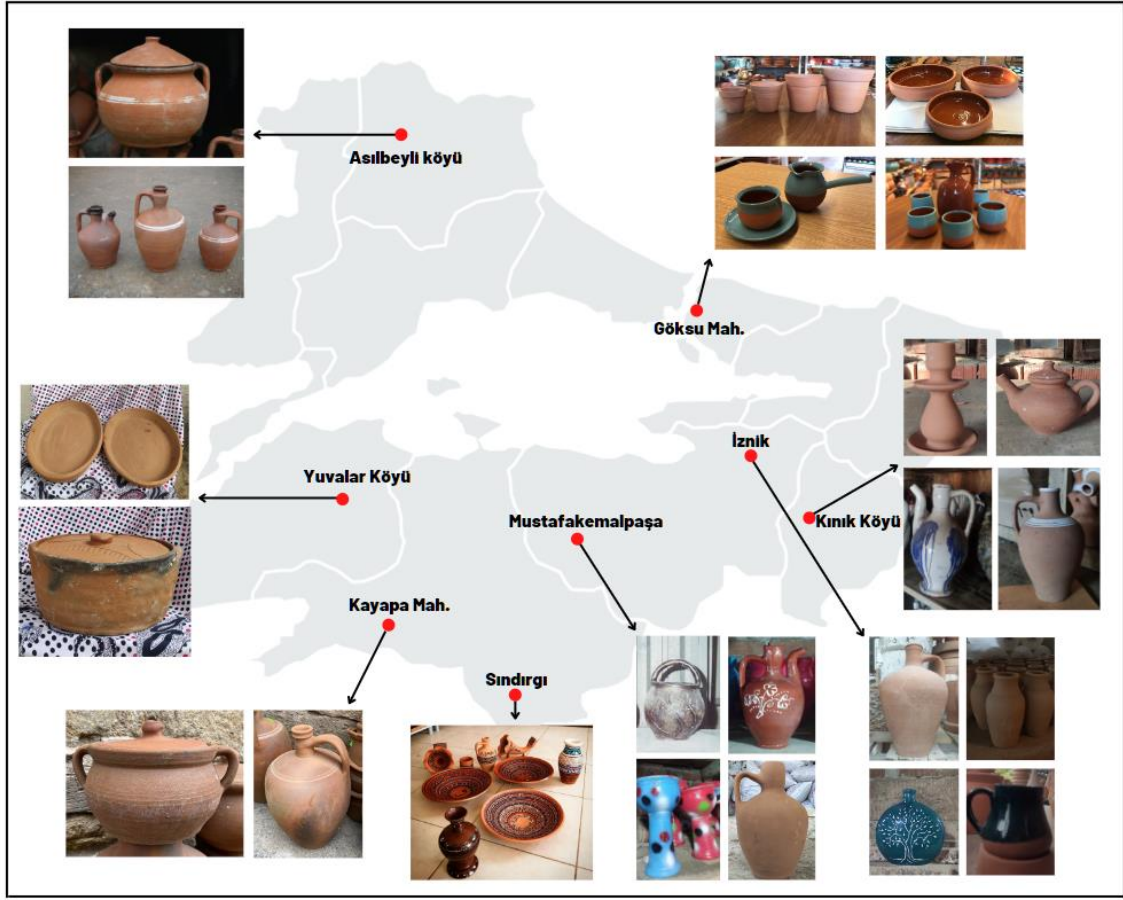 Asılbeyli köyü
Göksu Mah.
İznik
Yuvalar Köyü
Mustafakemalpaşa
Kınık Köyü
Kayapa Mah.
Sındırgı